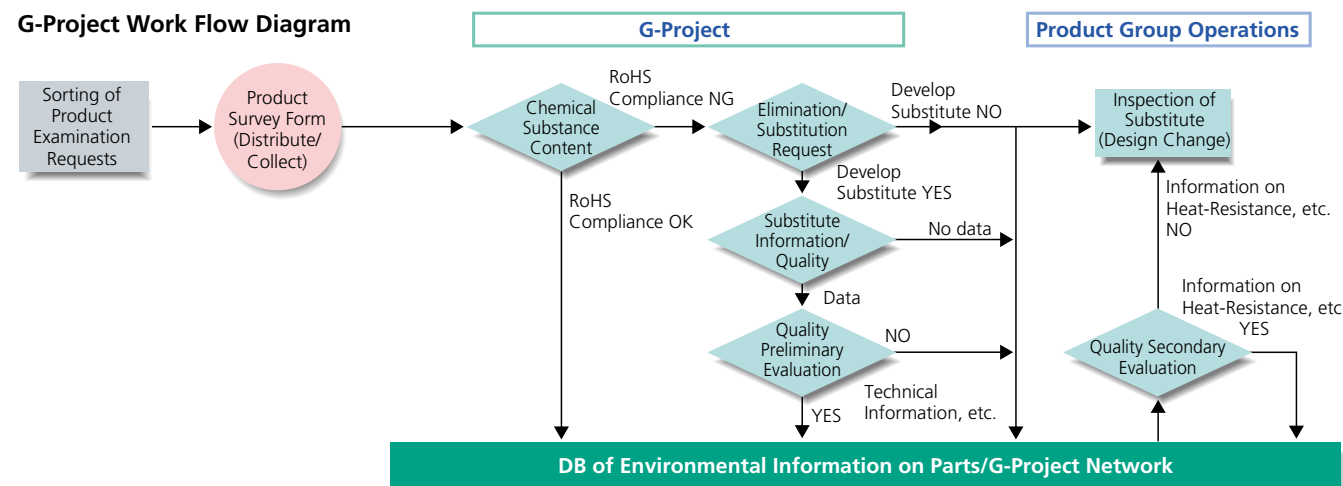 G-Project Work Flow Diagram
G-Project
Product Group Operations
Sorting of
Product
Examination
Requests
Product
Survey Form
(Distribute/
Collect)
Chemical
Substance
Content
RoHS
Compliance NG
Elimination/
Substitution
Request
Develop
Substitute NO
Inspection of
Substitute
(Design Change)
RoHS
Compliance OK
Develop
Substitute YES
Substitute
Information/
Quality
No data
Information on
Heat-Resistance, etc.
NO
Data
Quality
Preliminary
Evaluation
NO
Technical
Information, etc.
YES
Quality Secondary
Evaluation
Information on
Heat-Resistance, etc
YES
DB of Environmental Information on Parts/G-Project Network